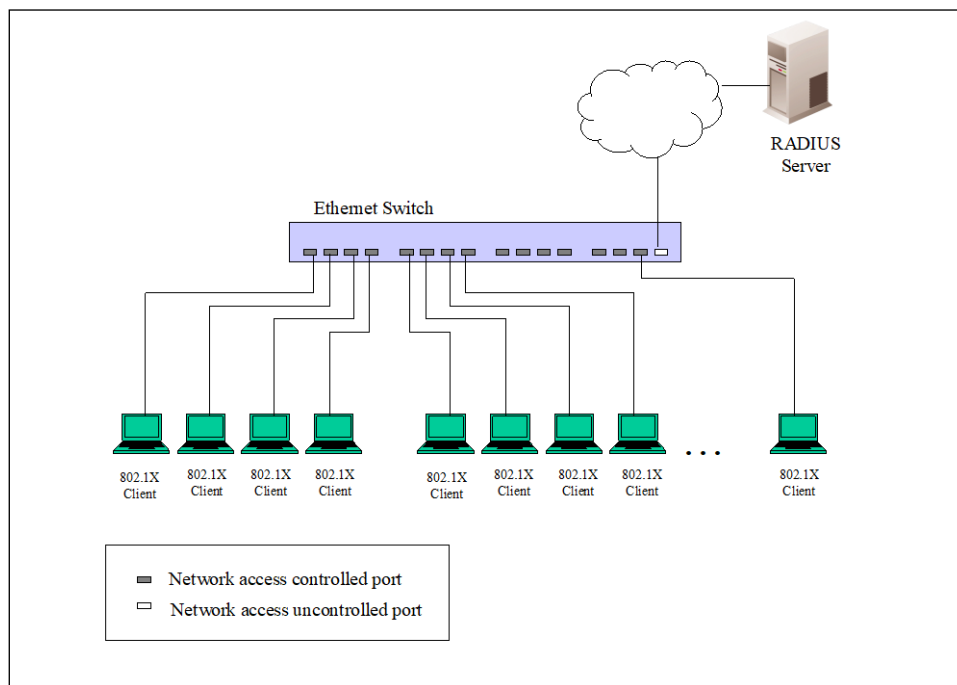 RADIUS
Server
Ethernet Switch
802.1X
Client
802.1X
Client
802.1X
Client
802.1X
Client
802.1X
Client
802.1X
Client
802.1X
Client
802.1X
Client
. . .
802.1X
Client
Network access controlled port
Network access uncontrolled port